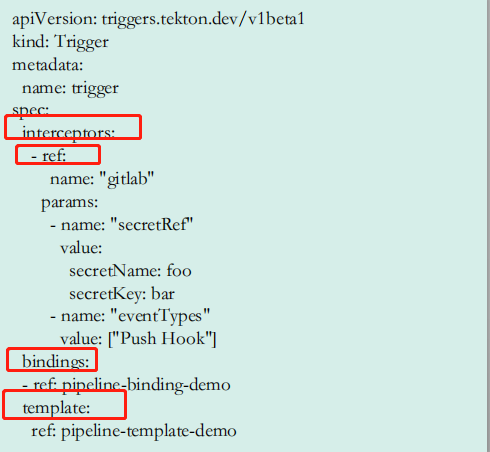 apiVersion: triggers.tekton.dev/v1beta1
kind: Trigger
metadata:
  name: trigger
spec:
  interceptors:
    - ref:
        name: "gitlab"
      params:
        - name: "secretRef"
          value:
            secretName: foo
            secretKey: bar
        - name: "eventTypes"
          value: ["Push Hook"]
  bindings:
  - ref: pipeline-binding-demo
  template:
    ref: pipeline-template-demo